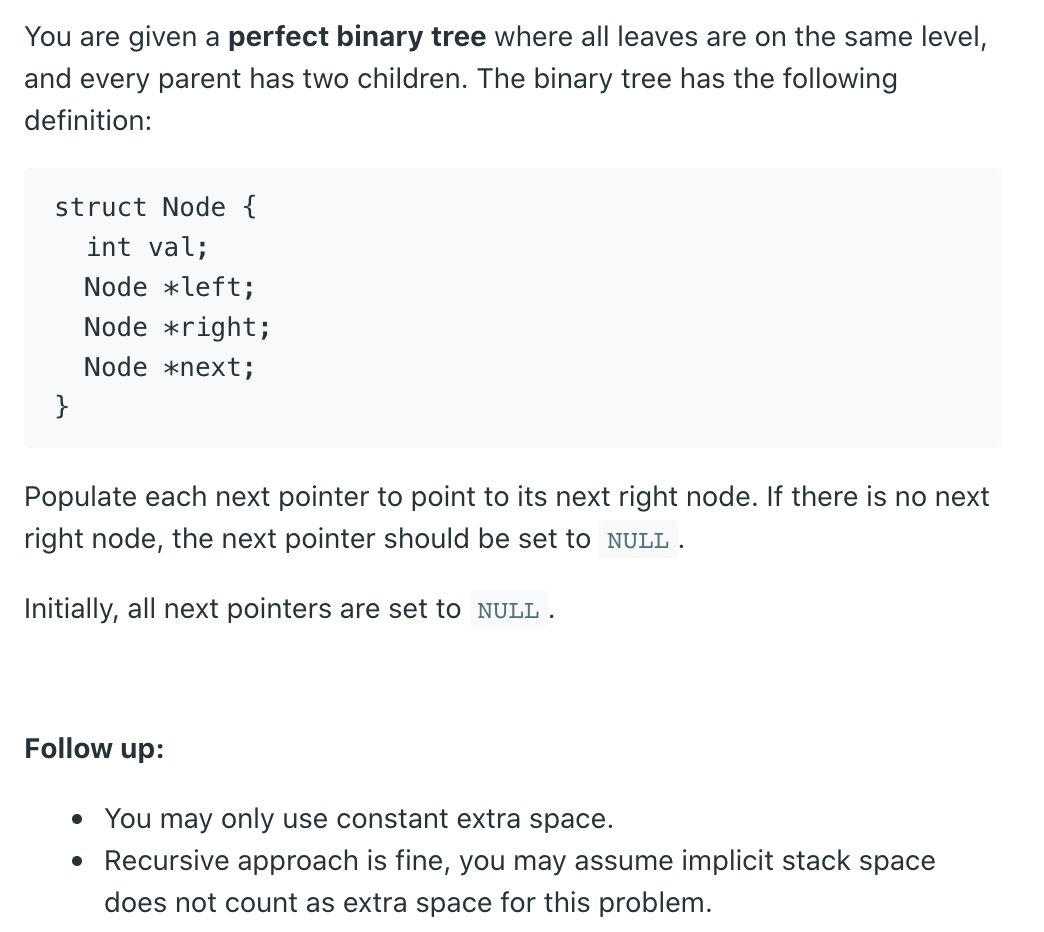 You are given a perfect binary tree where all leaves are on the same level,
and every parent has two children. The binary tree has the following
definition:
struct Node {
  int val;
  Node *left;
  Node *right;
  Node *next;
}
Populate each next pointer to point to its next right node. If there is no next
right node, the next pointer should be set to NULL .
Initially, all next pointers are set to NULL .
Follow up:
• You may only use constant extra space.
• Recursive approach is fine, you may assume implicit stack space
does not count as extra space for this problem.